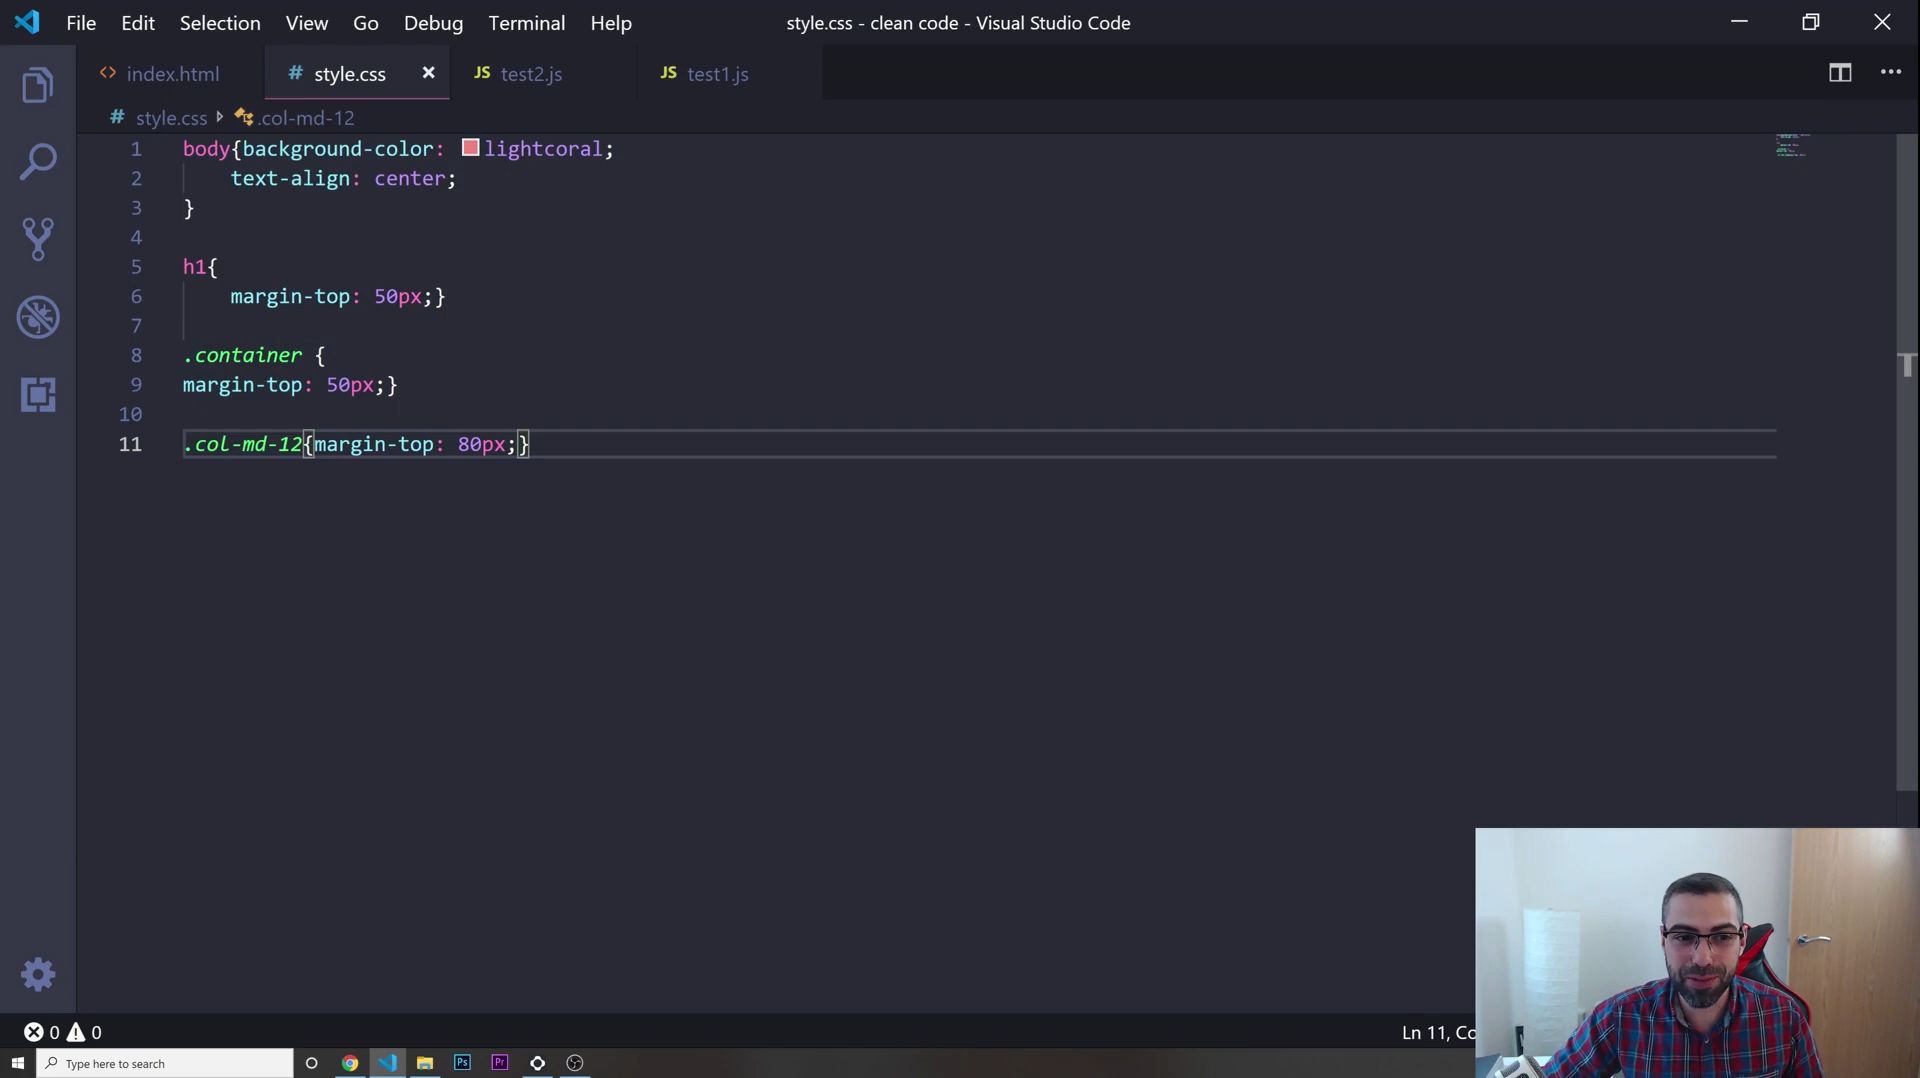 File Edit Selection View Go Debug Terminal Help style.css - clean code - Visual Studio Code
<> index.html # style.css JS test2.js JS test1.js
# style.css .col-md-12
1 body{background-color: lightcoral;
2 text-align: center;
3 }
4
5 h1{
6 margin-top: 50px;}
7
8 .container {
9 margin-top: 50px;}
10
11 .col-md-12{margin-top: 80px;}
0 0 Ln 11, Co
Type here to search Ps Pr